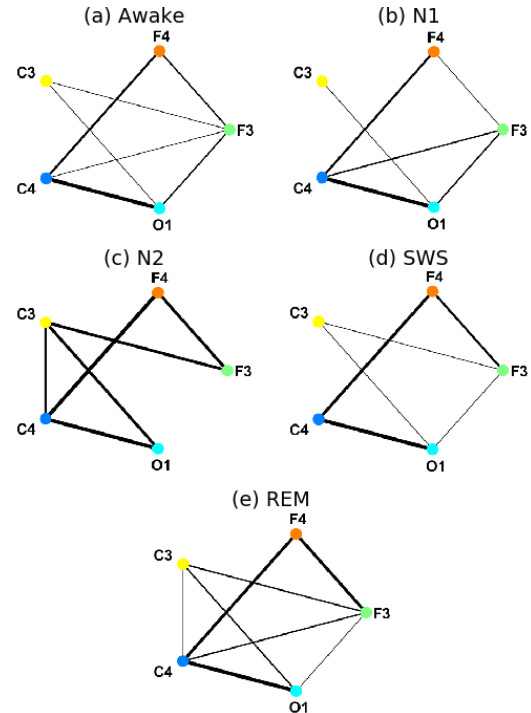 (a) Awake
F4
C3
F3
C4
O1
(b) N1
F4
C3
F3
C4
O1
(c) N2
F4
C3
F3
C4
O1
(d) SWS
F4
C3
F3
C4
O1
(e) REM
F4
C3
F3
C4
O1